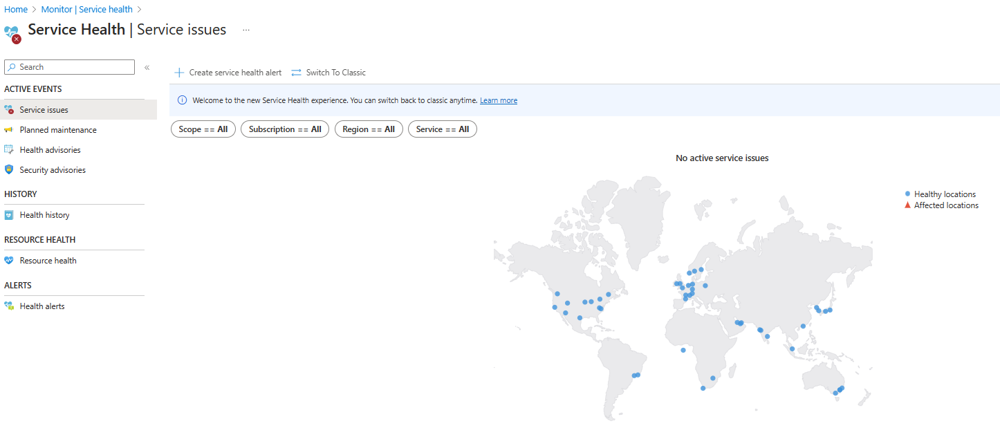 Home > Monitor | Service health >
Service Health | Service issues ...
Search «
+ Create service health alert Switch To Classic
Welcome to the new Service Health experience. You can switch back to classic anytime. Learn more
ACTIVE EVENTS
Service issues
Planned maintenance
Health advisories
Security advisories
HISTORY
Health history
RESOURCE HEALTH
Resource health
ALERTS
Health alerts
Scope == All Subscription == All Region == All Service == All
No active service issues
Healthy locations
Affected locations